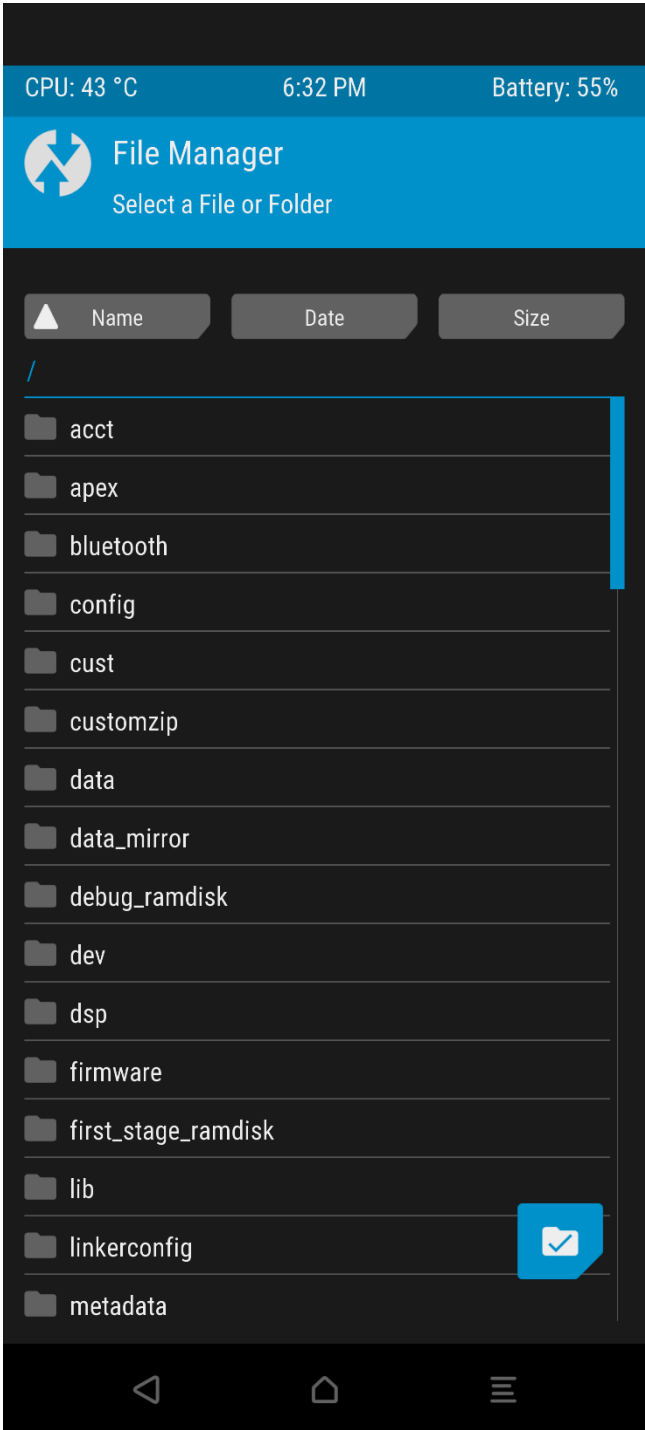 CPU: 43 °C 6:32 PM Battery: 55%
File Manager
Select a File or Folder
Name Date Size
/
acct
apex
bluetooth
config
cust
customzip
data
data_mirror
debug_ramdisk
dev
dsp
firmware
first_stage_ramdisk
lib
linkerconfig
metadata